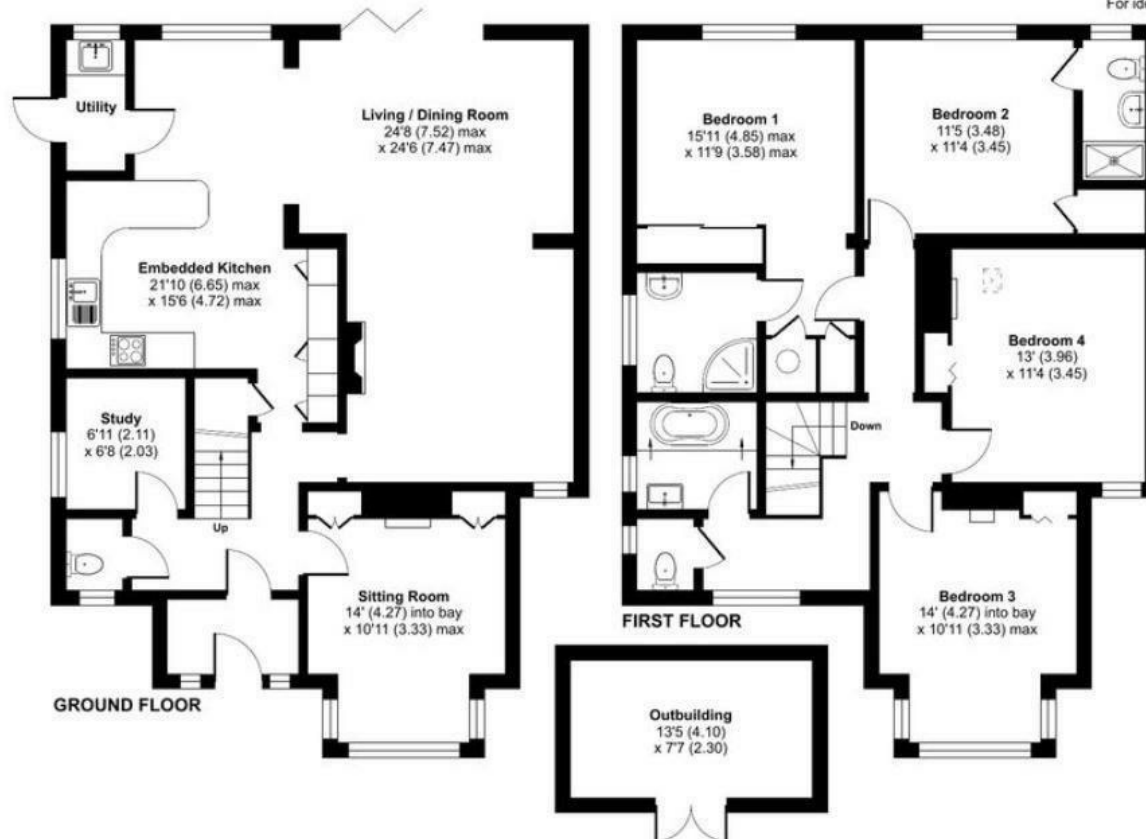 For ide
Utility
Living / Dining Room
24'8 (7.52) max
x 24'6 (7.47) max
Embedded Kitchen
21'10 (6.65) max
x 15'6 (4.72) max
Study
6'11 (2.11)
x 6'8 (2.03)
Up
Sitting Room
14' (4.27) into bay
x 10'11 (3.33) max
GROUND FLOOR
Bedroom 1
15'11 (4.85) max
x 11'9 (3.58) max
Bedroom 2
11'5 (3.48)
x 11'4 (3.45)
Bedroom 4
13' (3.96)
x 11'4 (3.45)
Down
Bedroom 3
14' (4.27) into bay
x 10'11 (3.33) max
FIRST FLOOR
Outbuilding
13'5 (4.10)
x 7'7 (2.30)